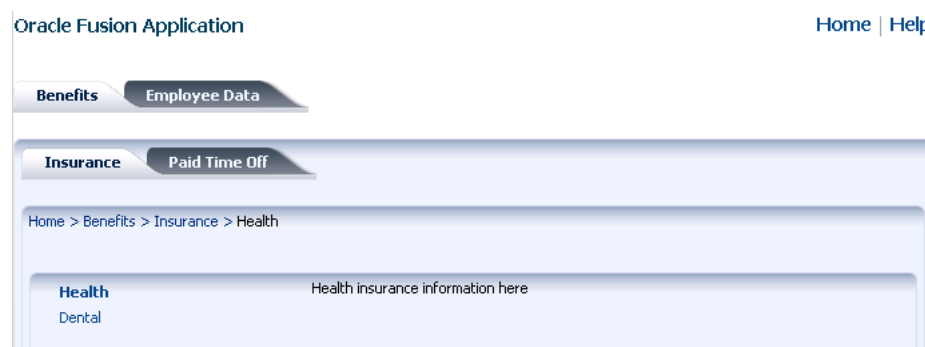 Oracle Fusion Application
Home | Help
Benefits Employee Data
Insurance Paid Time Off
Home > Benefits > Insurance > Health
Health Health insurance information here
Dental